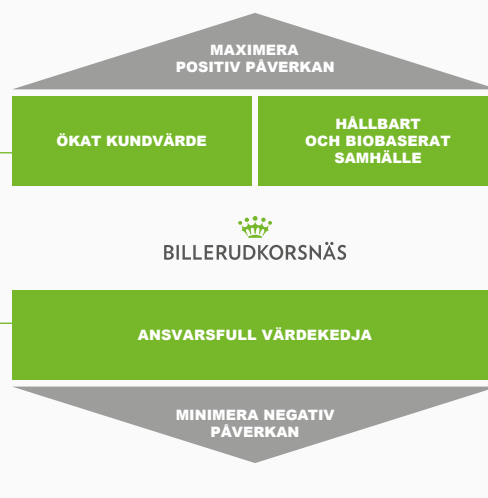 MAXIMERA
POSITIV PÅVERKAN
ÖKAT KUNDVÄRDE
HÅLLBART
OCH BIOBASERAT
SAMHÄLLE
BILLERUDKORSNÄS
ANSVARSFULL VÄRDEKEDJA
MINIMERA NEGATIV
PÅVERKAN